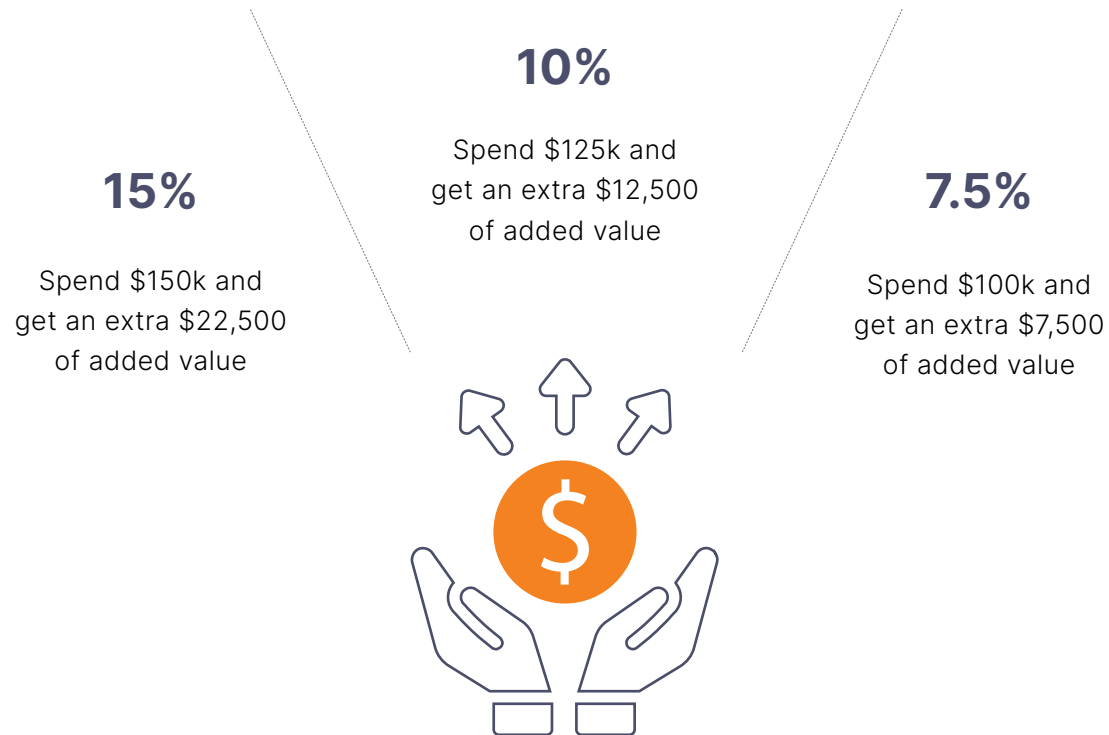 15%
Spend $150k and
get an extra $22,500
of added value
10%
Spend $125k and
get an extra $12,500
of added value
7.5%
Spend $100k and
get an extra $7,500
of added value
$